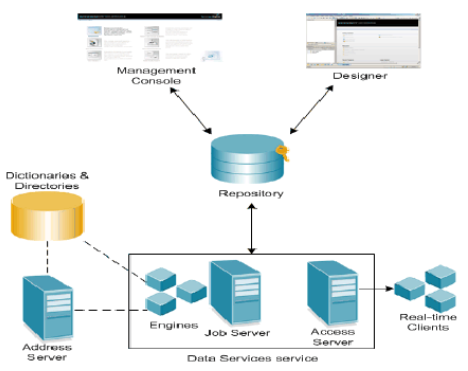 Management
Console
Designer
Repository
Dictionaries &
Directories
Engines
Job Server
Access
Server
Real-time
Clients
Address
Server
Data Services service